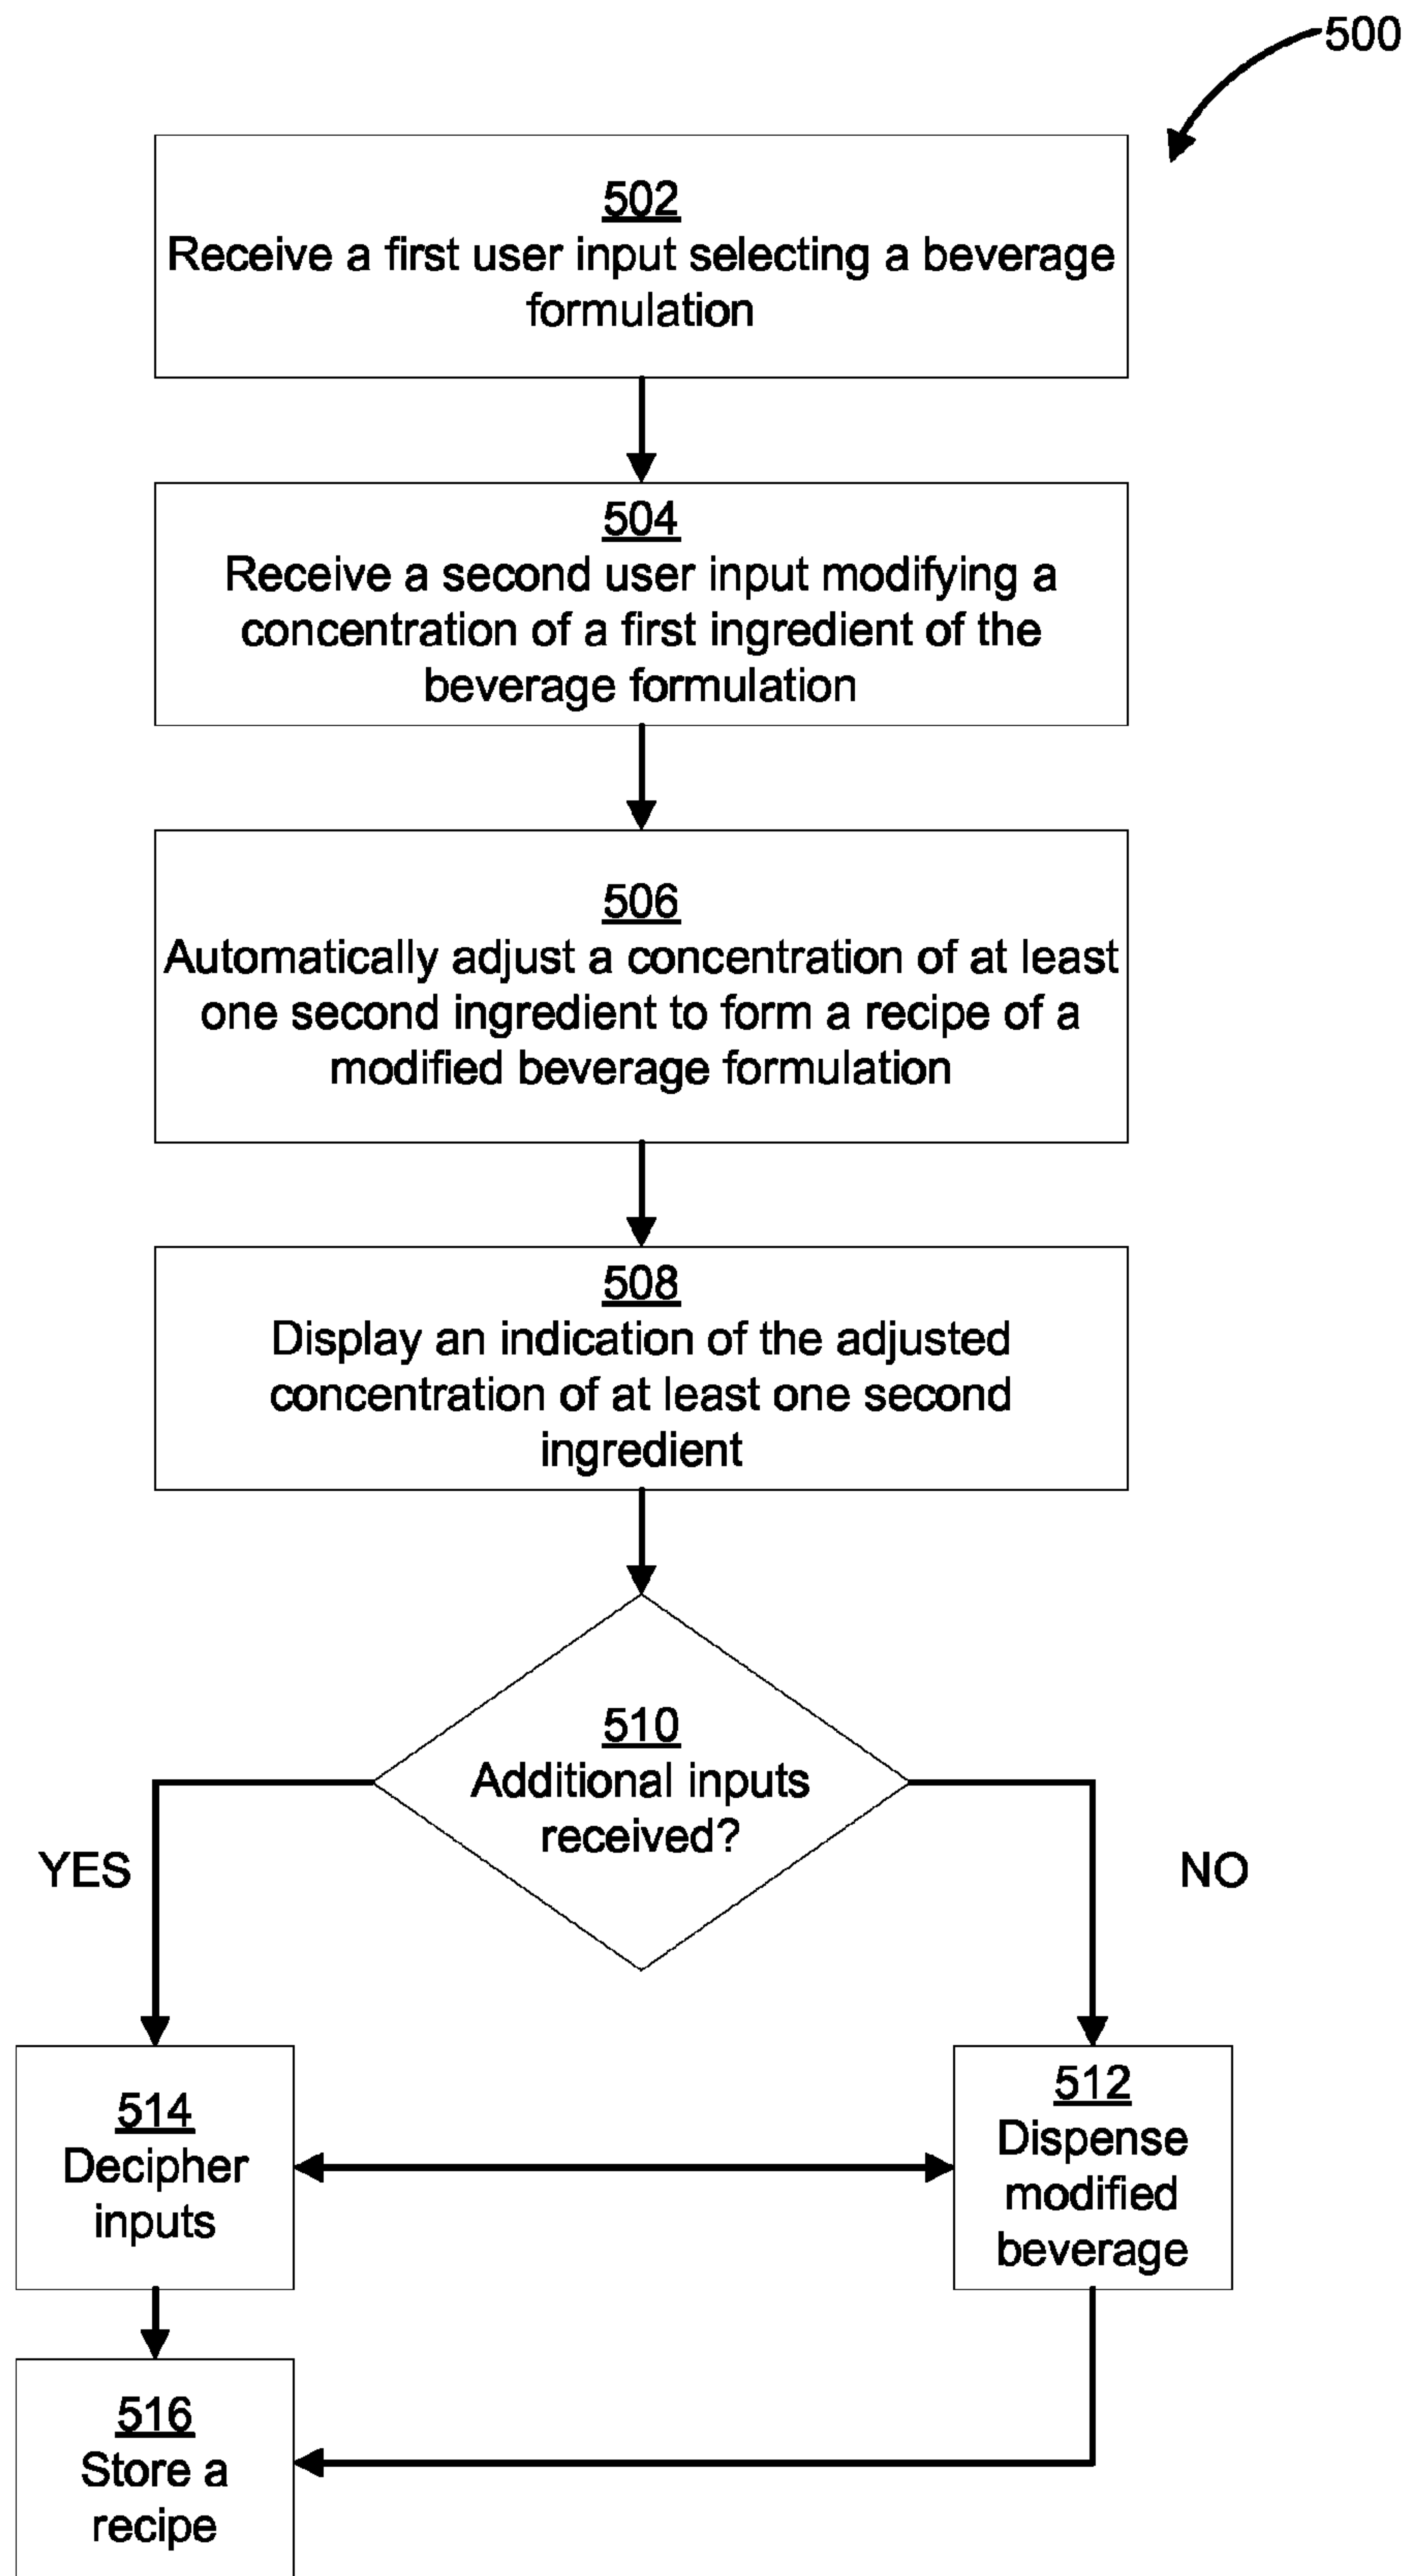 500
502
Receive a first user input selecting a beverage
formulation
504
Receive a second user input modifying a
concentration of a first ingredient of the
beverage formulation
506
Automatically adjust a concentration of at least
one second ingredient to form a recipe of a
modified beverage formulation
508
Display an indication of the adjusted
concentration of at least one second
ingredient
510
Additional inputs
received?
YES
NO
514
Decipher
inputs
512
Dispense
modified
beverage
516
Store a
recipe